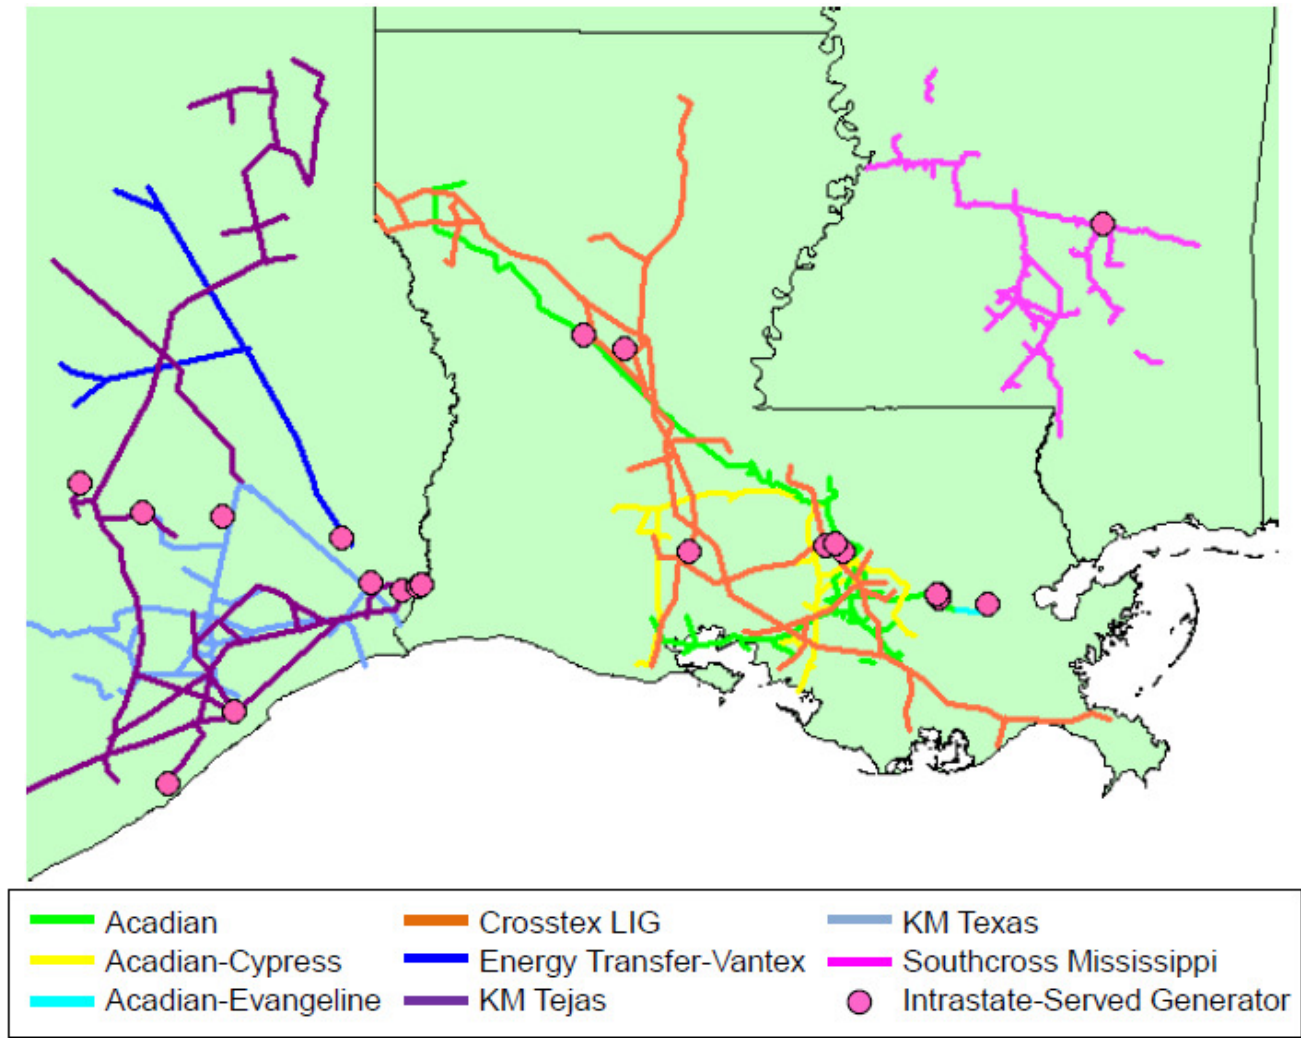 Acadian
Crosstex LIG
KM Texas
Acadian-Cypress
Energy Transfer-Vantex
Southcross Mississippi
Acadian-Evangeline
KM Tejas
Intrastate-Served Generator